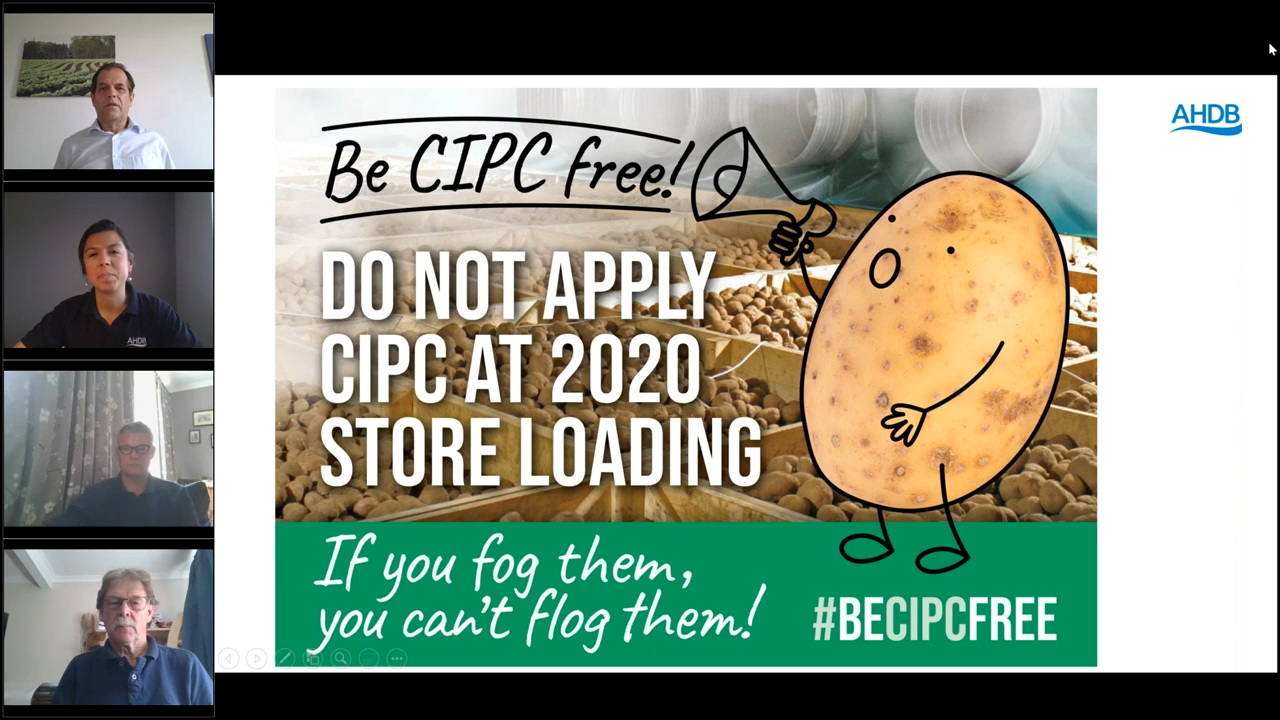 Be CIPC free!
DO NOT APPLY
CIPC AT 2020
STORE LOADING
If you fog them,
you can't flog them!
#BECIPCFREE
AHDB
AHDB